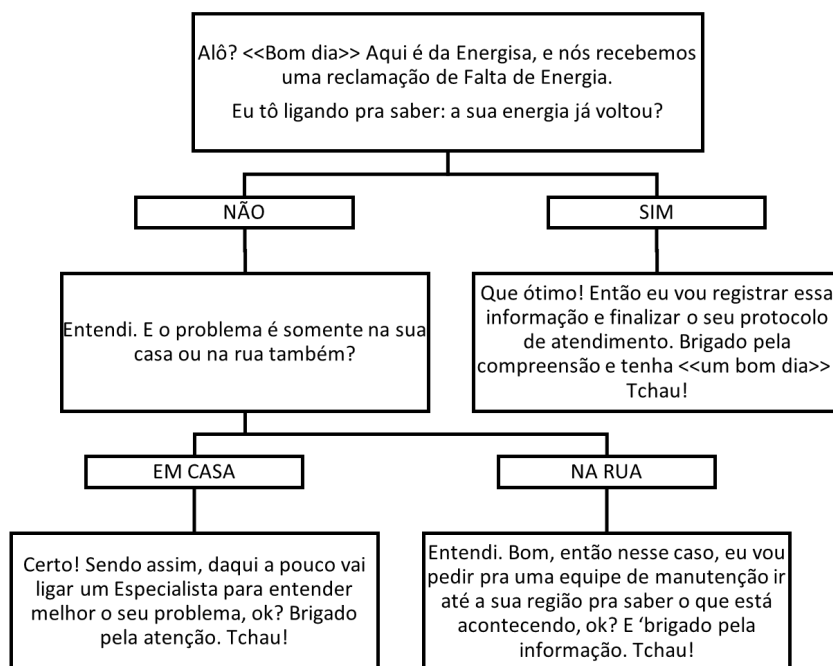 Alô? <<Bom dia>> Aqui é da Energisa, e nós recebemos
uma reclamação de Falta de Energia.
Eu tô ligando pra saber: a sua energia já voltou?
NÃO
SIM
Entendi. E o problema é somente na sua
casa ou na rua também?
Que ótimo! Então eu vou registrar essa
informação e finalizar o seu protocolo
de atendimento. Brigado pela
compreensão e tenha <<um bom dia>>
Tchau!
EM CASA
NA RUA
Certo! Sendo assim, daqui a pouco vai
ligar um Especialista para entender
melhor o seu problema, ok? Brigado
pela atenção. Tchau!
Entendi. Bom, então nesse caso, eu vou
pedir pra uma equipe de manutenção ir
até a sua região pra saber o que está
acontecendo, ok? E ‘brigado pela
informação. Tchau!